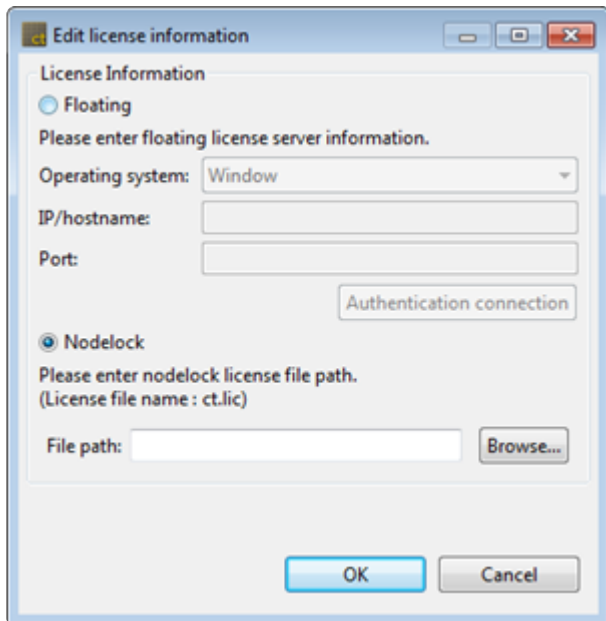 ct Edit license information
License Information
Floating
Please enter floating license server information.
Operating system: Window
IP/hostname:
Port:
Authentication connection
Nodelock
Please enter nodelock license file path.
(License file name : ct.lic)
File path: Browse...
OK Cancel